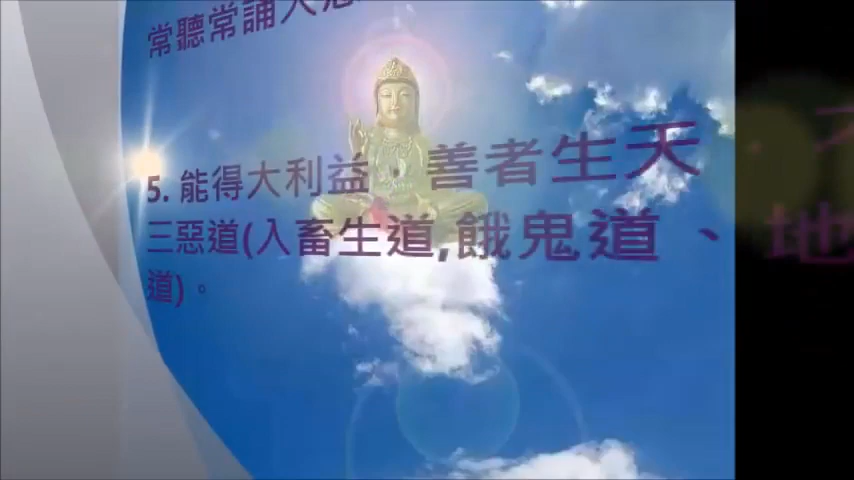 常聽常誦大悲
5. 能得大利益，善者生天，不
三惡道(入畜生道,餓鬼道、地
道)。